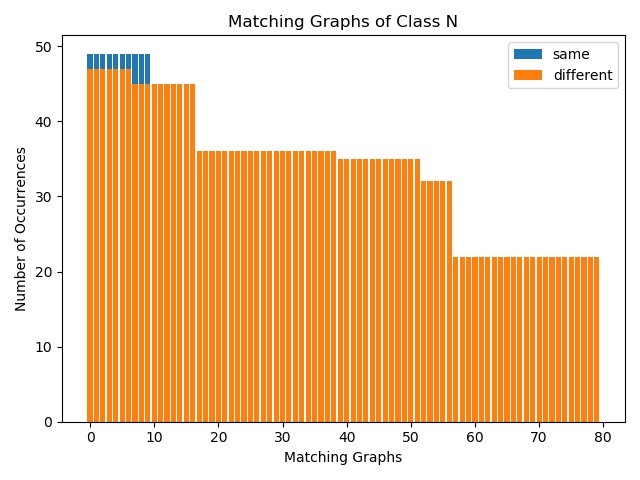 Matching Graphs of Class N
same
different
Number of Occurrences
50
40
30
20
10
0
0 10 20 30 40 50 60 70 80
Matching Graphs